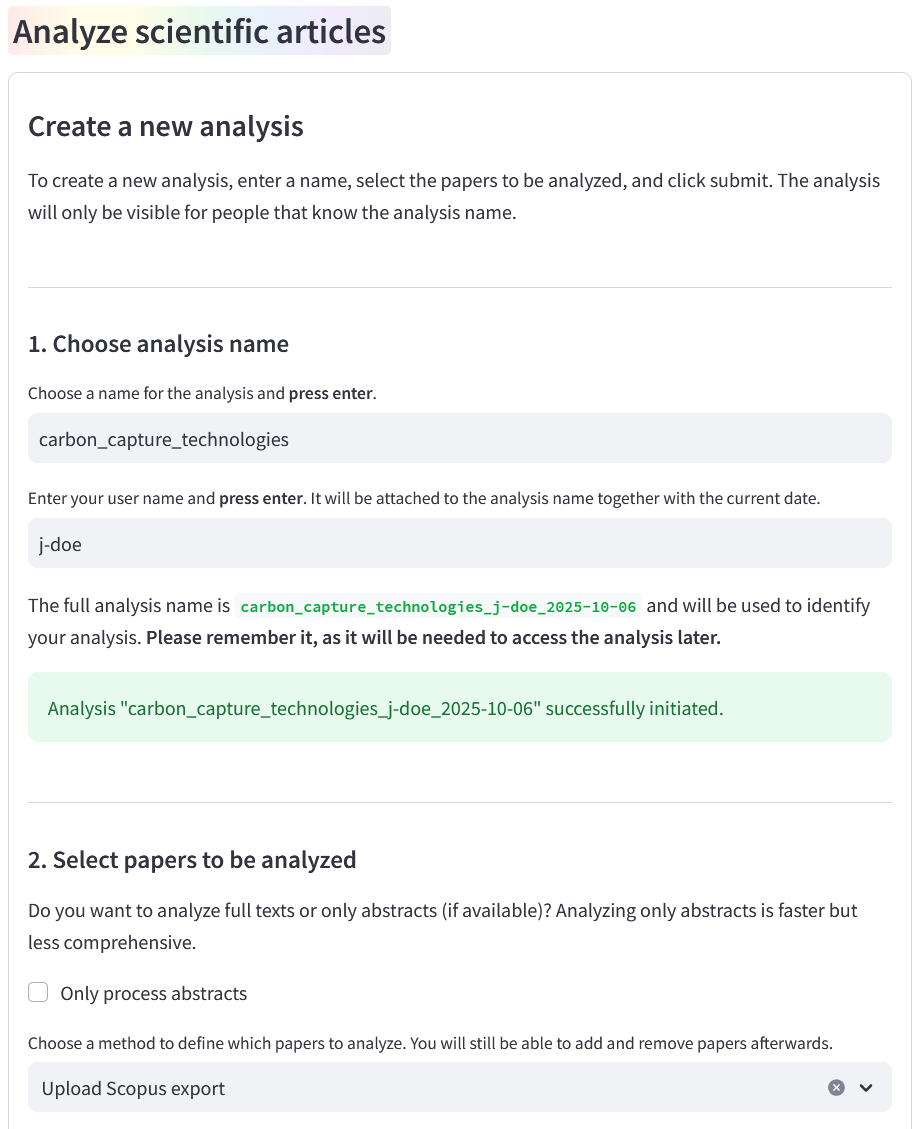 Analyze scientific articles
Create a new analysis
To create a new analysis, enter a name, select the papers to be analyzed, and click submit. The analysis
will only be visible for people that know the analysis name.
1. Choose analysis name
Choose a name for the analysis and press enter.
carbon_capture_technologies
Enter your user name and press enter. It will be attached to the analysis name together with the current date.
j-doe
The full analysis name is carbon_capture_technologies_j-doe_2025-10-06 and will be used to identify
your analysis. Please remember it, as it will be needed to access the analysis later.
Analysis "carbon_capture_technologies_j-doe_2025-10-06" successfully initiated.
2. Select papers to be analyzed
Do you want to analyze full texts or only abstracts (if available)? Analyzing only abstracts is faster but
less comprehensive.
Only process abstracts
Choose a method to define which papers to analyze. You will still be able to add and remove papers afterwards.
Upload Scopus export